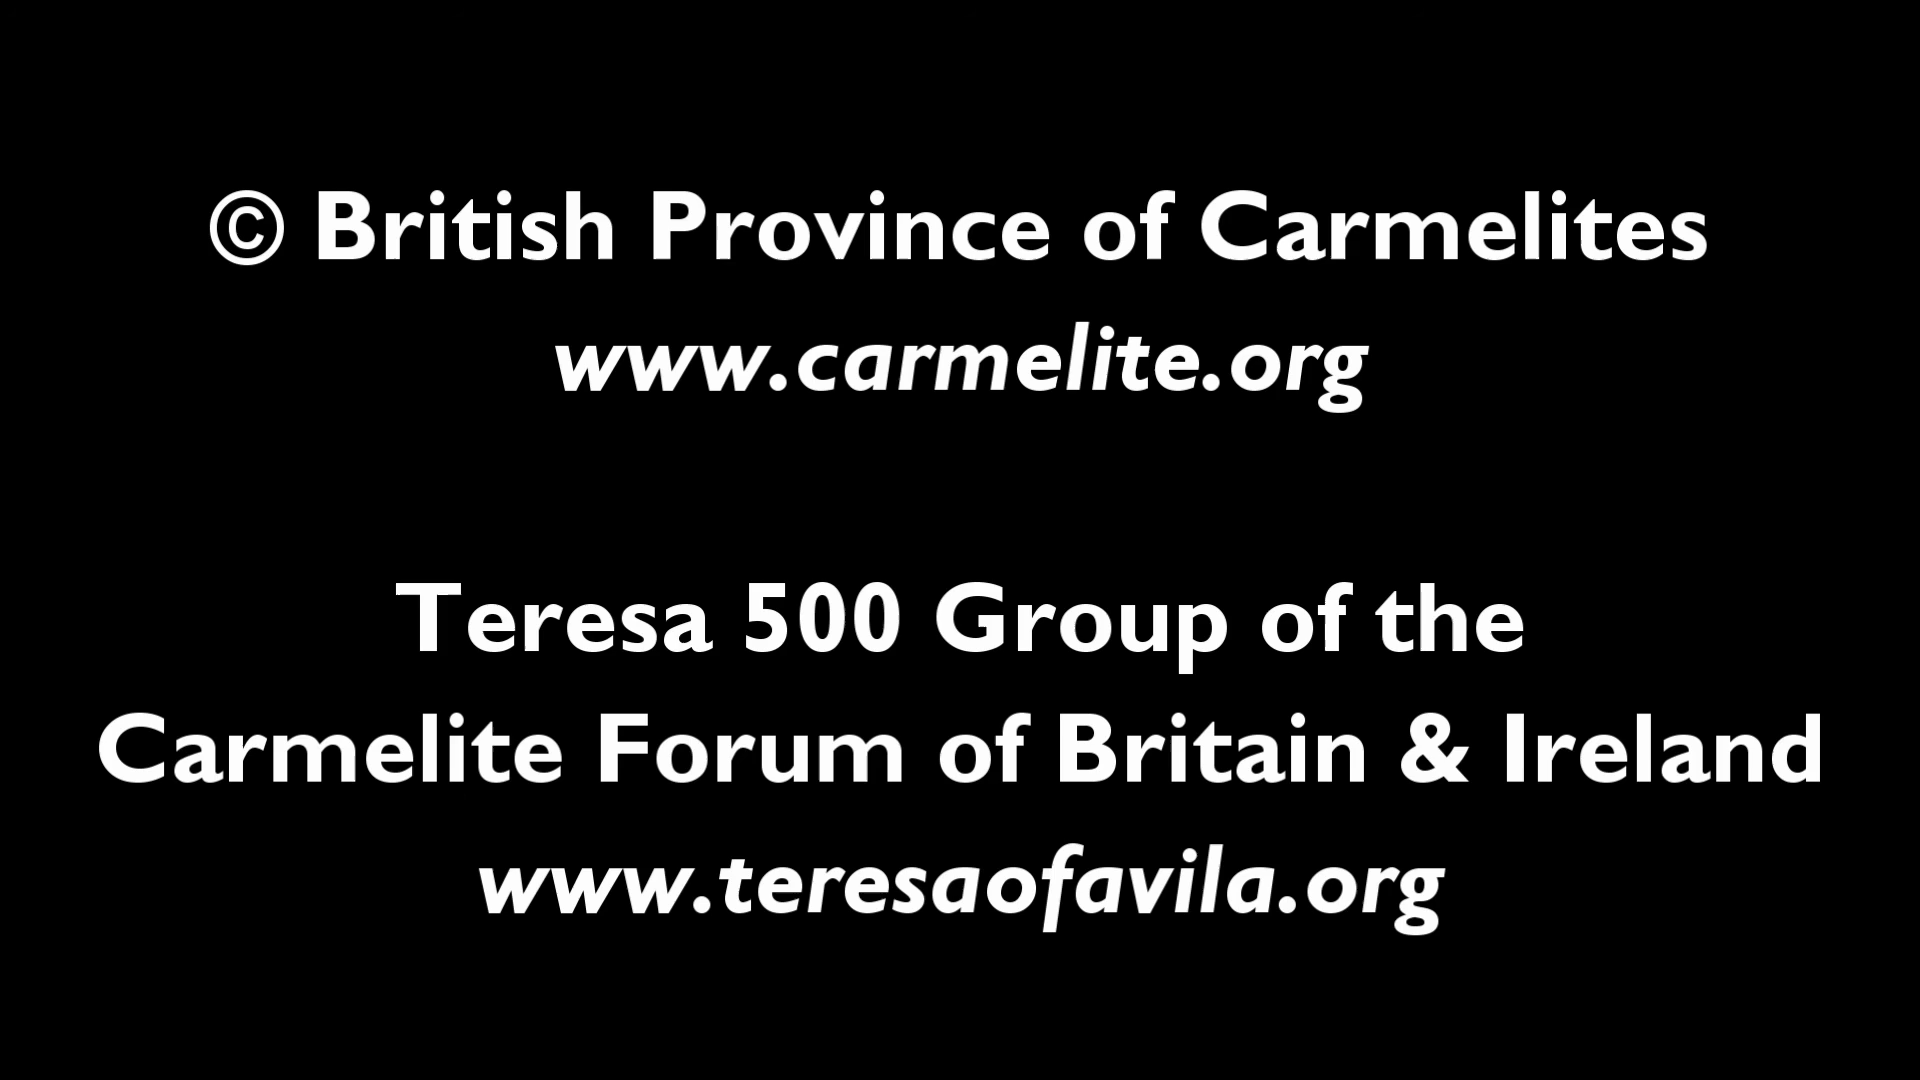 © British Province of Carmelites
www.carmelite.org
Teresa 500 Group of the
Carmelite Forum of Britain & Ireland
www.teresaofavila.org